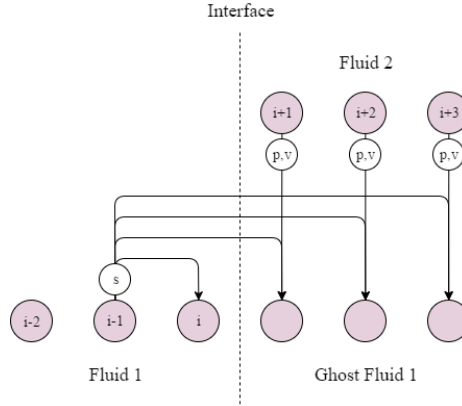 Interface
Fluid 2
i+1 i+2 i+3
p,v p,v p,v
s
i-2 i-1 i
Fluid 1 Ghost Fluid 1